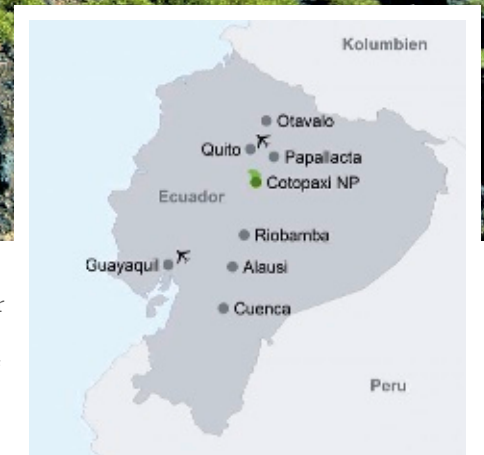 Kolumbien
Otavalo
Quito
Papallacta
Cotopaxi NP
Ecuador
Riobamba
Guayaquil
Alausi
Cuenca
Peru